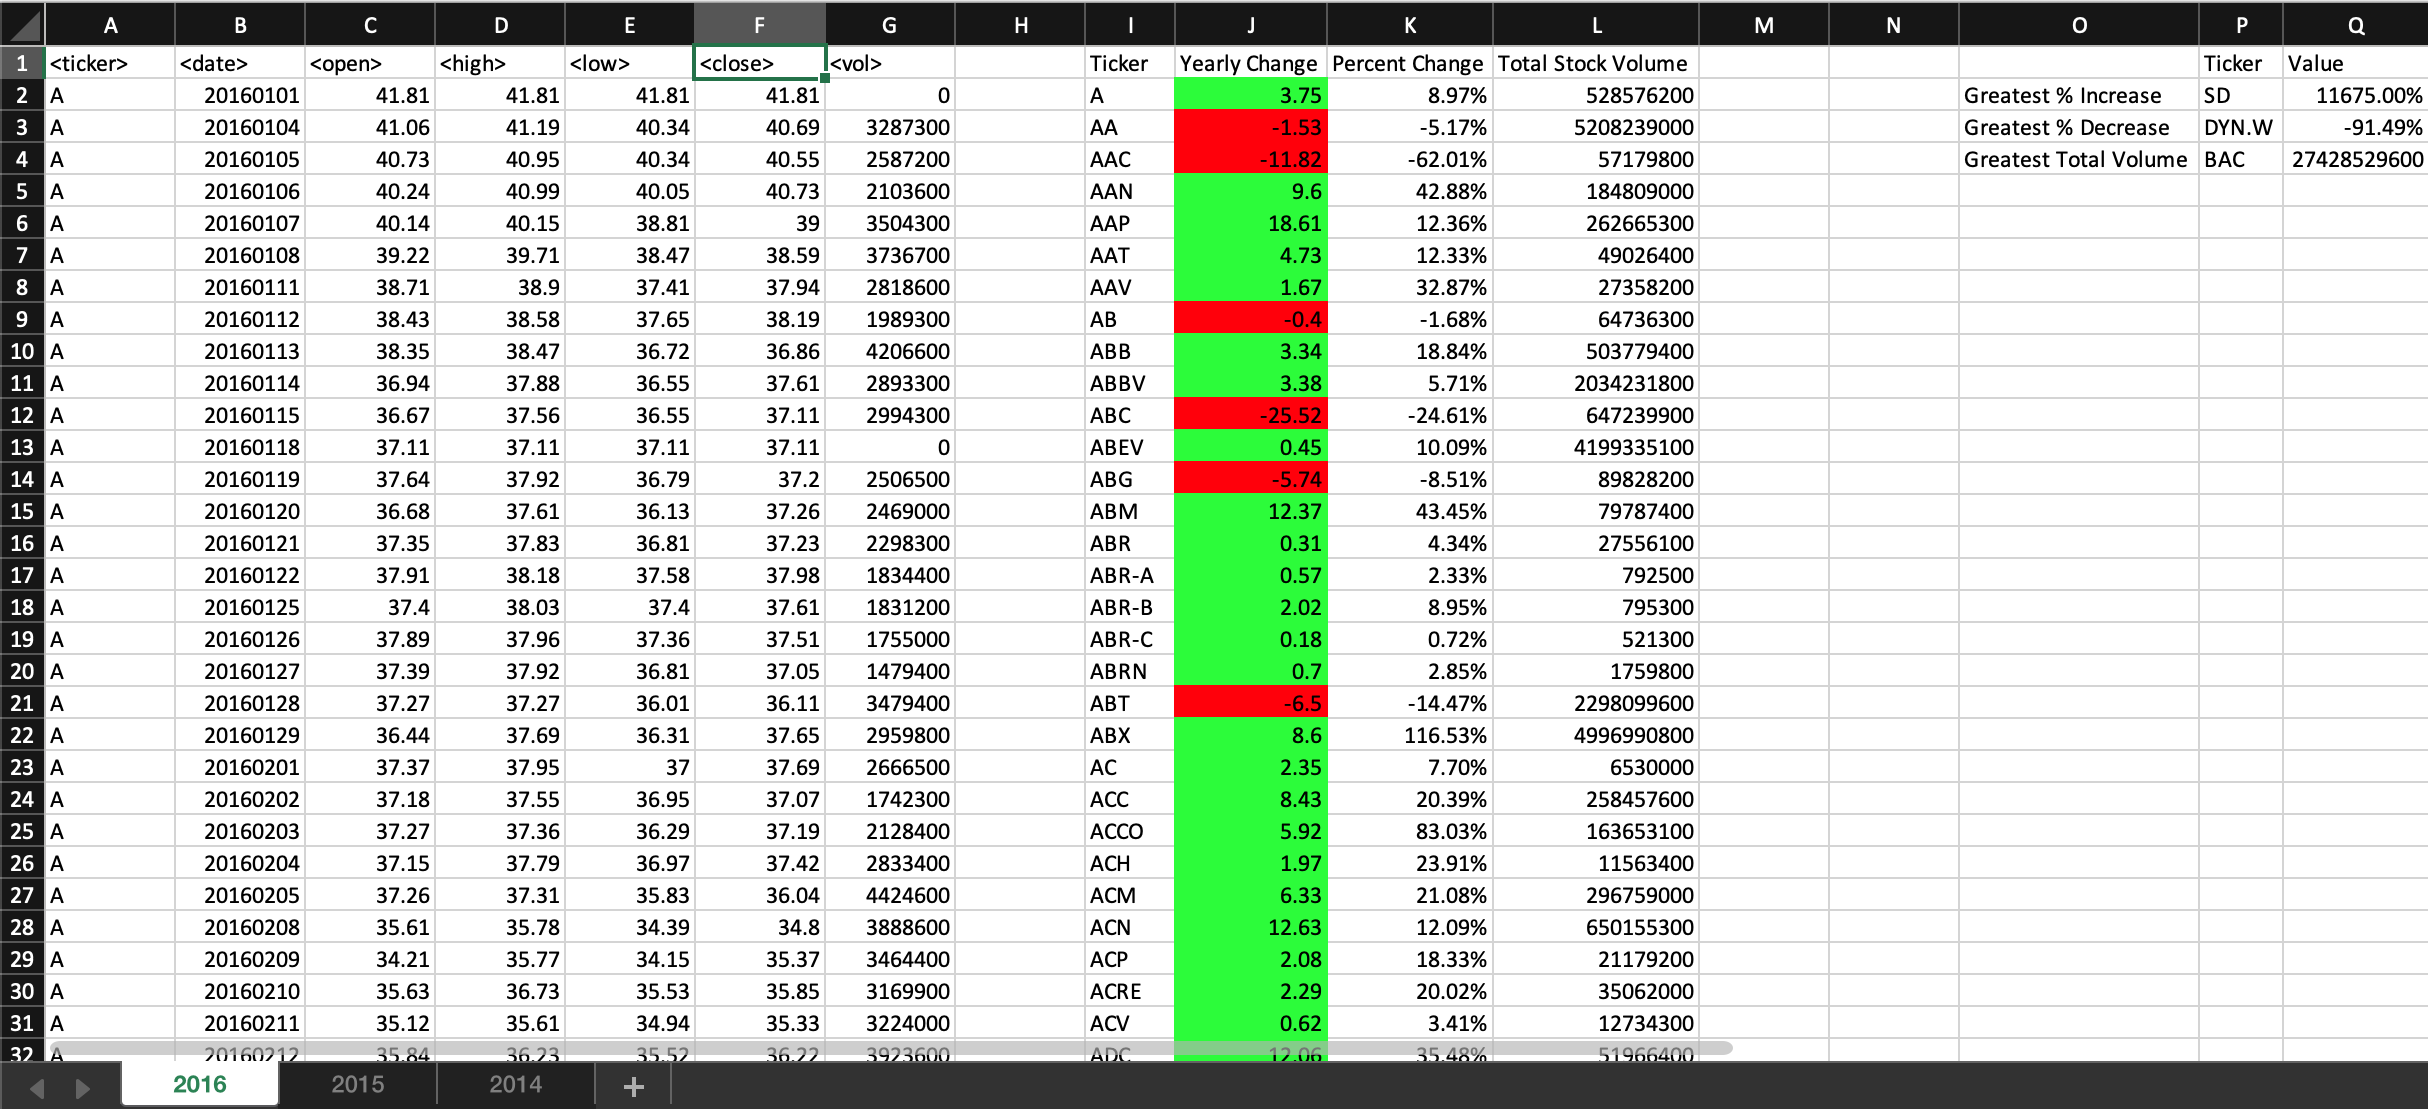 A B C D E F G H I J K L M N O P Q
1 <ticker> <date> <open> <high> <low> <close> <vol> Ticker Yearly Change Percent Change Total Stock Volume Ticker Value
2 A 20160101 41.81 41.81 41.81 41.81 0 A 3.75 8.97% 528576200 Greatest % Increase SD 11675.00%
3 A 20160104 41.06 41.19 40.34 40.69 3287300 AA -1.53 -5.17% 5208239000 Greatest % Decrease DYN.W -91.49%
4 A 20160105 40.73 40.95 40.34 40.55 2587200 AAC -11.82 -62.01% 57179800 Greatest Total Volume BAC 27428529600
5 A 20160106 40.24 40.99 40.05 40.73 2103600 AAN 9.6 42.88% 184809000
6 A 20160107 40.14 40.15 38.81 39 3504300 AAP 18.61 12.36% 262665300
7 A 20160108 39.22 39.71 38.47 38.59 3736700 AAT 4.73 12.33% 49026400
8 A 20160111 38.71 38.9 37.41 37.94 2818600 AAV 1.67 32.87% 27358200
9 A 20160112 38.43 38.58 37.65 38.19 1989300 AB -0.4 -1.68% 64736300
10 A 20160113 38.35 38.47 36.72 36.86 4206600 ABB 3.34 18.84% 503779400
11 A 20160114 36.94 37.88 36.55 37.61 2893300 ABBV 3.38 5.71% 2034231800
12 A 20160115 36.67 37.56 36.55 37.11 2994300 ABC -25.52 -24.61% 647239900
13 A 20160118 37.11 37.11 37.11 37.11 0 ABEV 0.45 10.09% 4199335100
14 A 20160119 37.64 37.92 36.79 37.2 2506500 ABG -5.74 -8.51% 89828200
15 A 20160120 36.68 37.61 36.13 37.26 2469000 ABM 12.37 43.45% 79787400
16 A 20160121 37.35 37.83 36.81 37.23 2298300 ABR 0.31 4.34% 27556100
17 A 20160122 37.91 38.18 37.58 37.98 1834400 ABR-A 0.57 2.33% 792500
18 A 20160125 37.4 38.03 37.4 37.61 1831200 ABR-B 2.02 8.95% 795300
19 A 20160126 37.89 37.96 37.36 37.51 1755000 ABR-C 0.18 0.72% 521300
20 A 20160127 37.39 37.92 36.81 37.05 1479400 ABRN 0.7 2.85% 1759800
21 A 20160128 37.27 37.27 36.01 36.11 3479400 ABT -6.5 -14.47% 2298099600
22 A 20160129 36.44 37.69 36.31 37.65 2959800 ABX 8.6 116.53% 4996990800
23 A 20160201 37.37 37.95 37 37.69 2666500 AC 2.35 7.70% 6530000
24 A 20160202 37.18 37.55 36.95 37.07 1742300 ACC 8.43 20.39% 258457600
25 A 20160203 37.27 37.36 36.29 37.19 2128400 ACCO 5.92 83.03% 163653100
26 A 20160204 37.15 37.79 36.97 37.42 2833400 ACH 1.97 23.91% 11563400
27 A 20160205 37.26 37.31 35.83 36.04 4424600 ACM 6.33 21.08% 296759000
28 A 20160208 35.61 35.78 34.39 34.8 3888600 ACN 12.63 12.09% 650155300
29 A 20160209 34.21 35.77 34.15 35.37 3464400 ACP 2.08 18.33% 21179200
30 A 20160210 35.63 36.73 35.53 35.85 3169900 ACRE 2.29 20.02% 35062000
31 A 20160211 35.12 35.61 34.94 35.33 3224000 ACV 0.62 3.41% 12734300
32 A 20160212 35.84 36.23 35.52 36.22 3923600 ADC 12.06 35.48% 51966400
2016 2015 2014 +